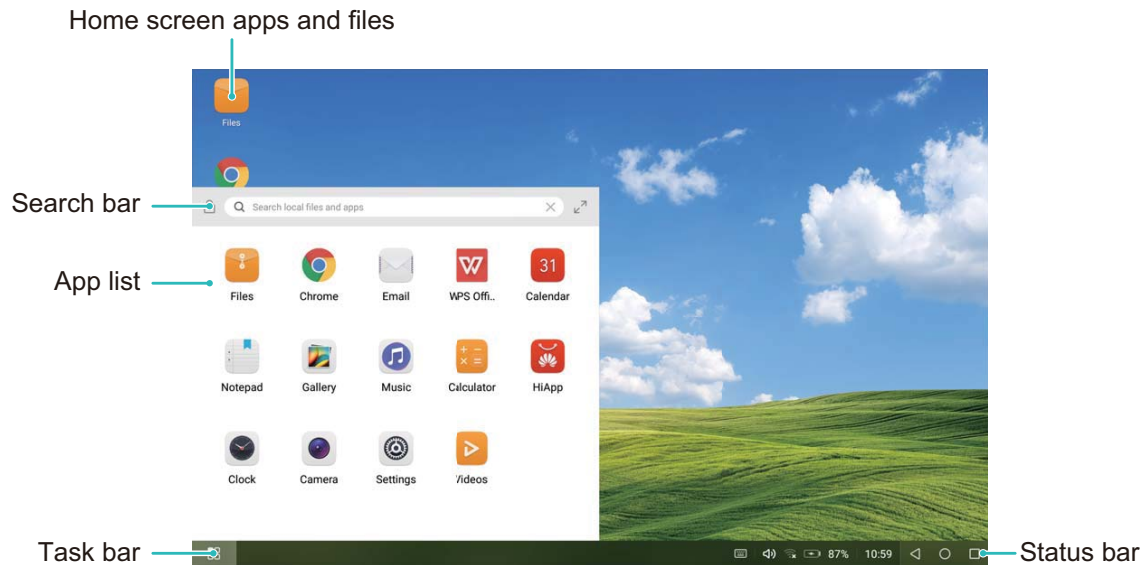 Home screen apps and files
Files
Search bar
Search local files and apps
App list
31
Files
Chrome
Email
WPS Offi..
Calendar
Notepad
Gallery
Music
Calculator
HiApp
Clock
Camera
Settings
Videos
Task bar
87%
10:59
Status bar